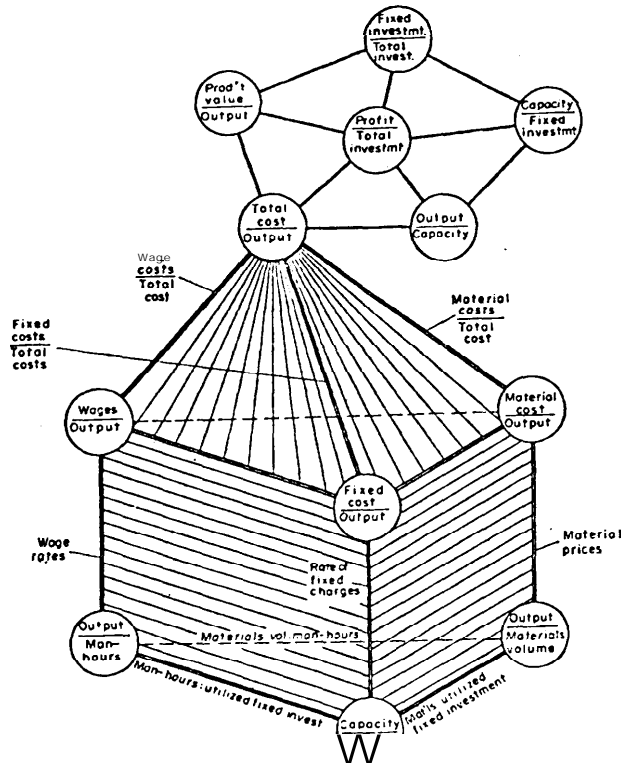 Fixed
investmt.
Total
invest.
Prod't
value
Output
Profit
Total
investmt
Capacity
Fixed
investmt
Total
cost
Output
Output
Capacity
Wage
costs
Total
cost
Material
costs
Total
cost
Fixed
costs
Total
costs
Wages
Output
Material
cost
Output
Fixed
cost
Output
Wage
rates
Rate of
fixed
charges
Material
prices
Output
Man-
hours
Materials vol:man-hours
Output
Materials
volume
Man-hours:utilized fixed invest
Mat'ls utilized
fixed investment
Capacity